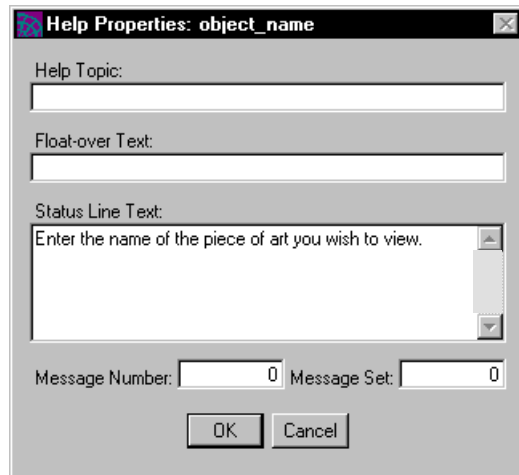 Help Properties: object_name
Help Topic:
Float-over Text:
Status Line Text:
Enter the name of the piece of art you wish to view.
Message Number: 0 Message Set: 0
OK Cancel